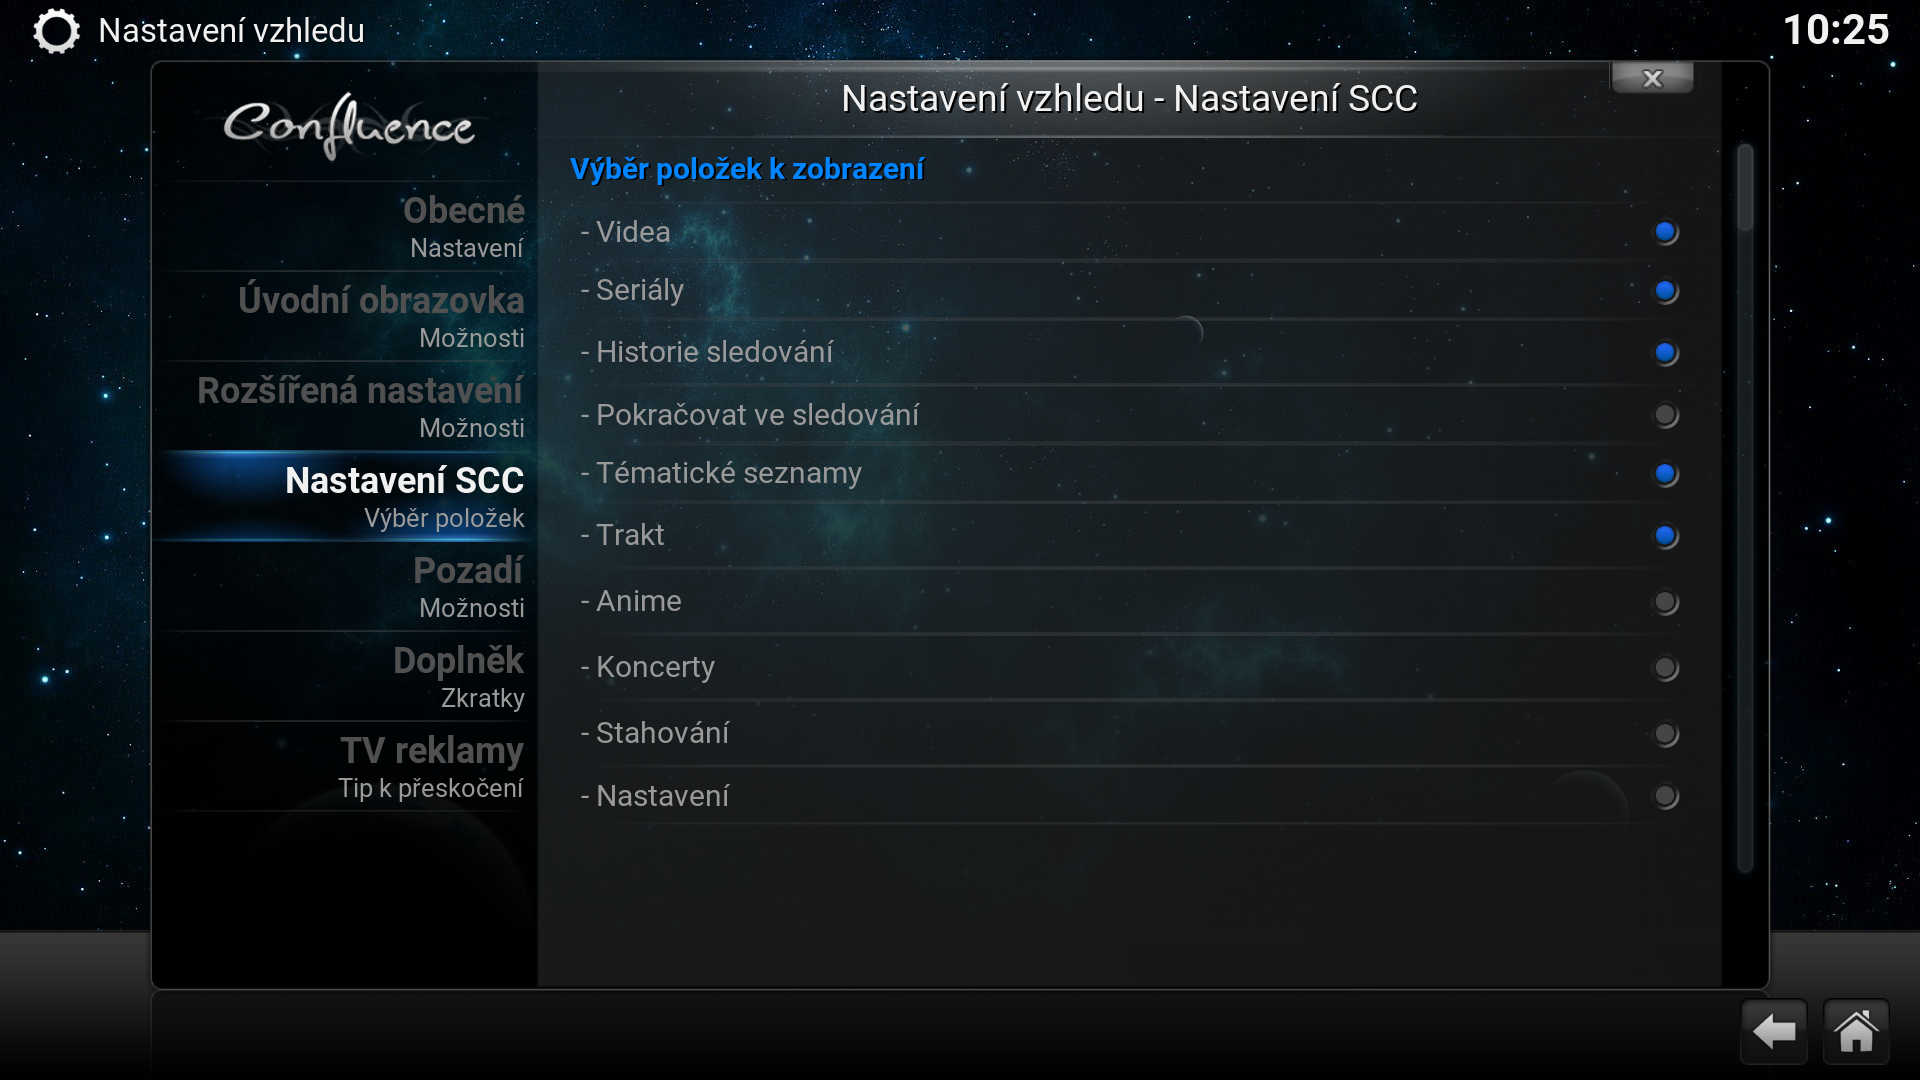 Nastavení vzhledu
10:25
Confluence
Nastavení vzhledu - Nastavení SCC
X
Obecné
Nastavení
Úvodní obrazovka
Možnosti
Rozšířená nastavení
Možnosti
Nastavení SCC
Výběr položek
Pozadí
Možnosti
Doplněk
Zkratky
TV reklamy
Tip k přeskočení
Výběr položek k zobrazení
- Videa
- Seriály
- Historie sledování
- Pokračovat ve sledování
- Tématické seznamy
- Trakt
- Anime
- Koncerty
- Stahování
- Nastavení